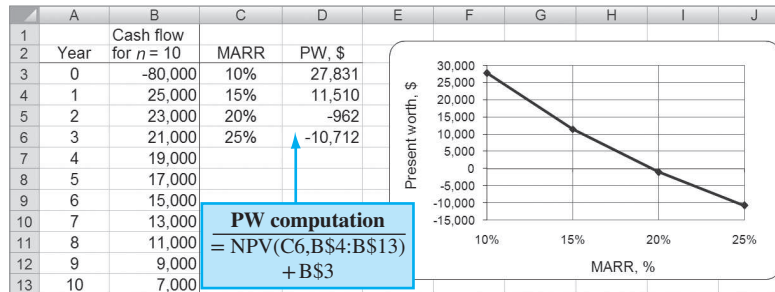 A B C D E F G H I J
1 Cash flow
2 Year for n = 10 MARR PW, $
3 0 -80,000 10% 27,831
4 1 25,000 15% 11,510
5 2 23,000 20% -962
6 3 21,000 25% -10,712
7 4 19,000
8 5 17,000
9 6 15,000
10 7 13,000
11 8 11,000
12 9 9,000
13 10 7,000
PW computation
= NPV(C6,B$4:B$13)
+B$3
Present worth, $
30,000
25,000
20,000
15,000
10,000
5,000
0
-5,000
-10,000
-15,000
10% 15% 20% 25%
MARR, %